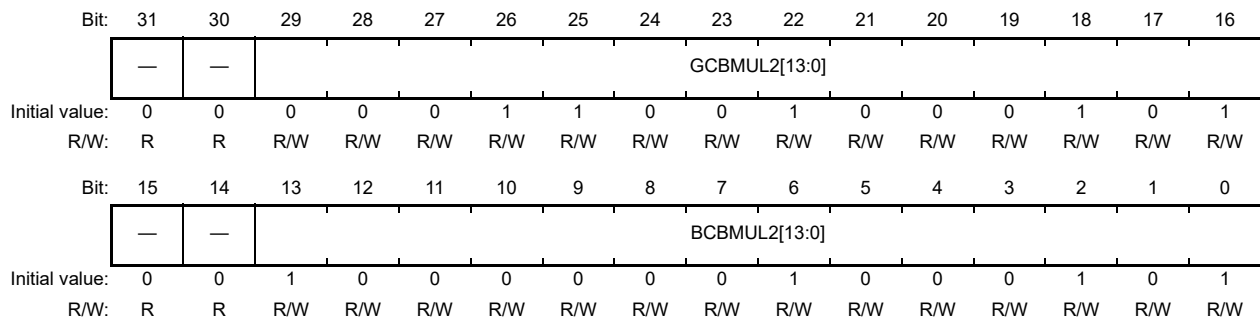 Bit: 31 30 29 28 27 26 25 24 23 22 21 20 19 18 17 16
— — GCBMUL2[13:0]
Initial value: 0 0 0 0 0 1 1 0 0 1 0 0 0 1 0 1
R/W: R R R/W R/W R/W R/W R/W R/W R/W R/W R/W R/W R/W R/W R/W R/W
Bit: 15 14 13 12 11 10 9 8 7 6 5 4 3 2 1 0
— — BCBMUL2[13:0]
Initial value: 0 0 1 0 0 0 0 0 0 1 0 0 0 1 0 1
R/W: R R R/W R/W R/W R/W R/W R/W R/W R/W R/W R/W R/W R/W R/W R/W